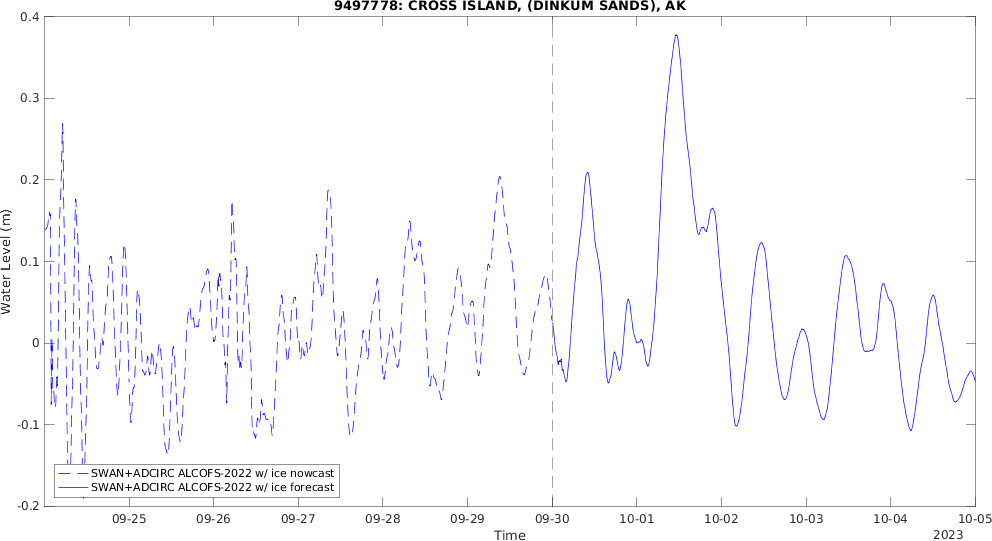 9497778: CROSS ISLAND, (DINKUM SANDS), AK
0.4
0.3
0.2
0.1
0
-0.1
-0.2
Water Level (m)
SWAN+ADCIRC ALCOFS-2022 w/ ice nowcast
SWAN+ADCIRC ALCOFS-2022 w/ ice forecast
09-25 09-26 09-27 09-28 09-29 09-30 10-01 10-02 10-03 10-04 10-05
Time
2023